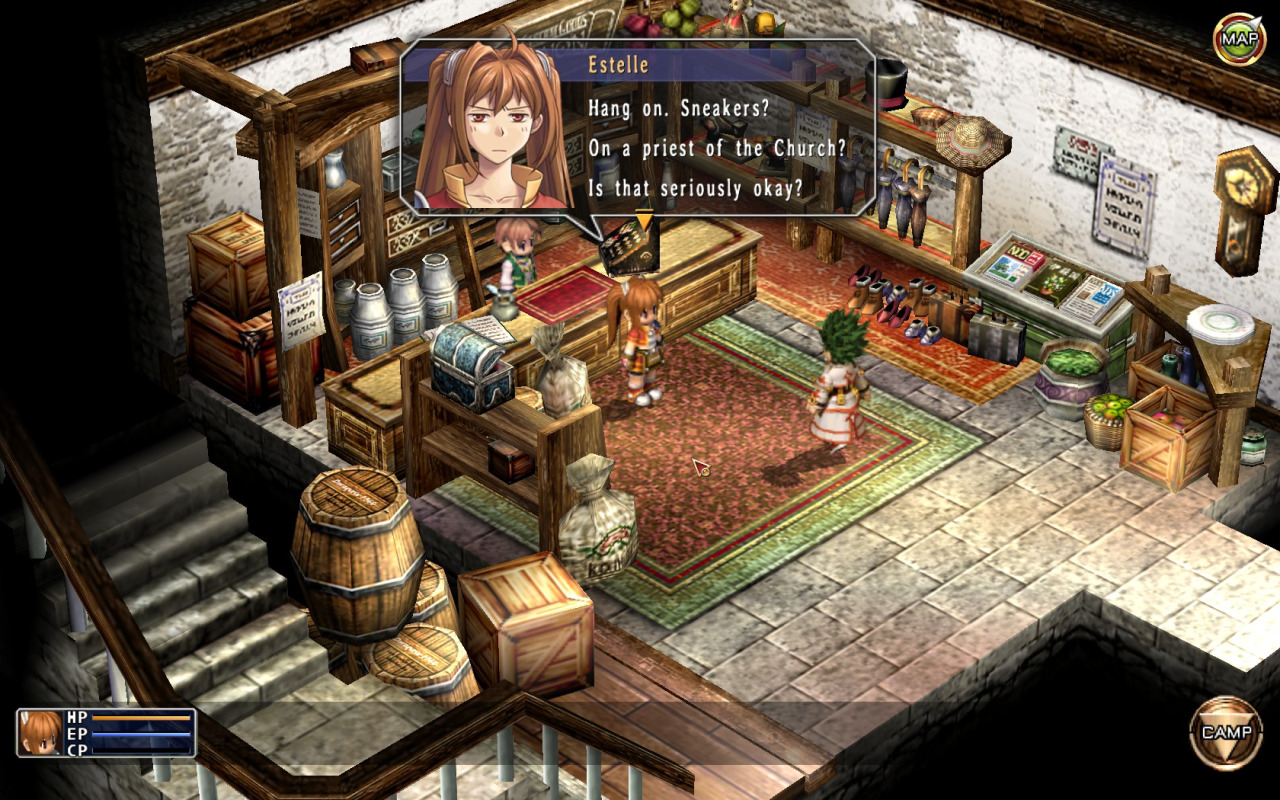 MAP
Estelle
Hang on. Sneakers?
On a priest of the Church?
Is that seriously okay?
HP
EP
CP
CAMP